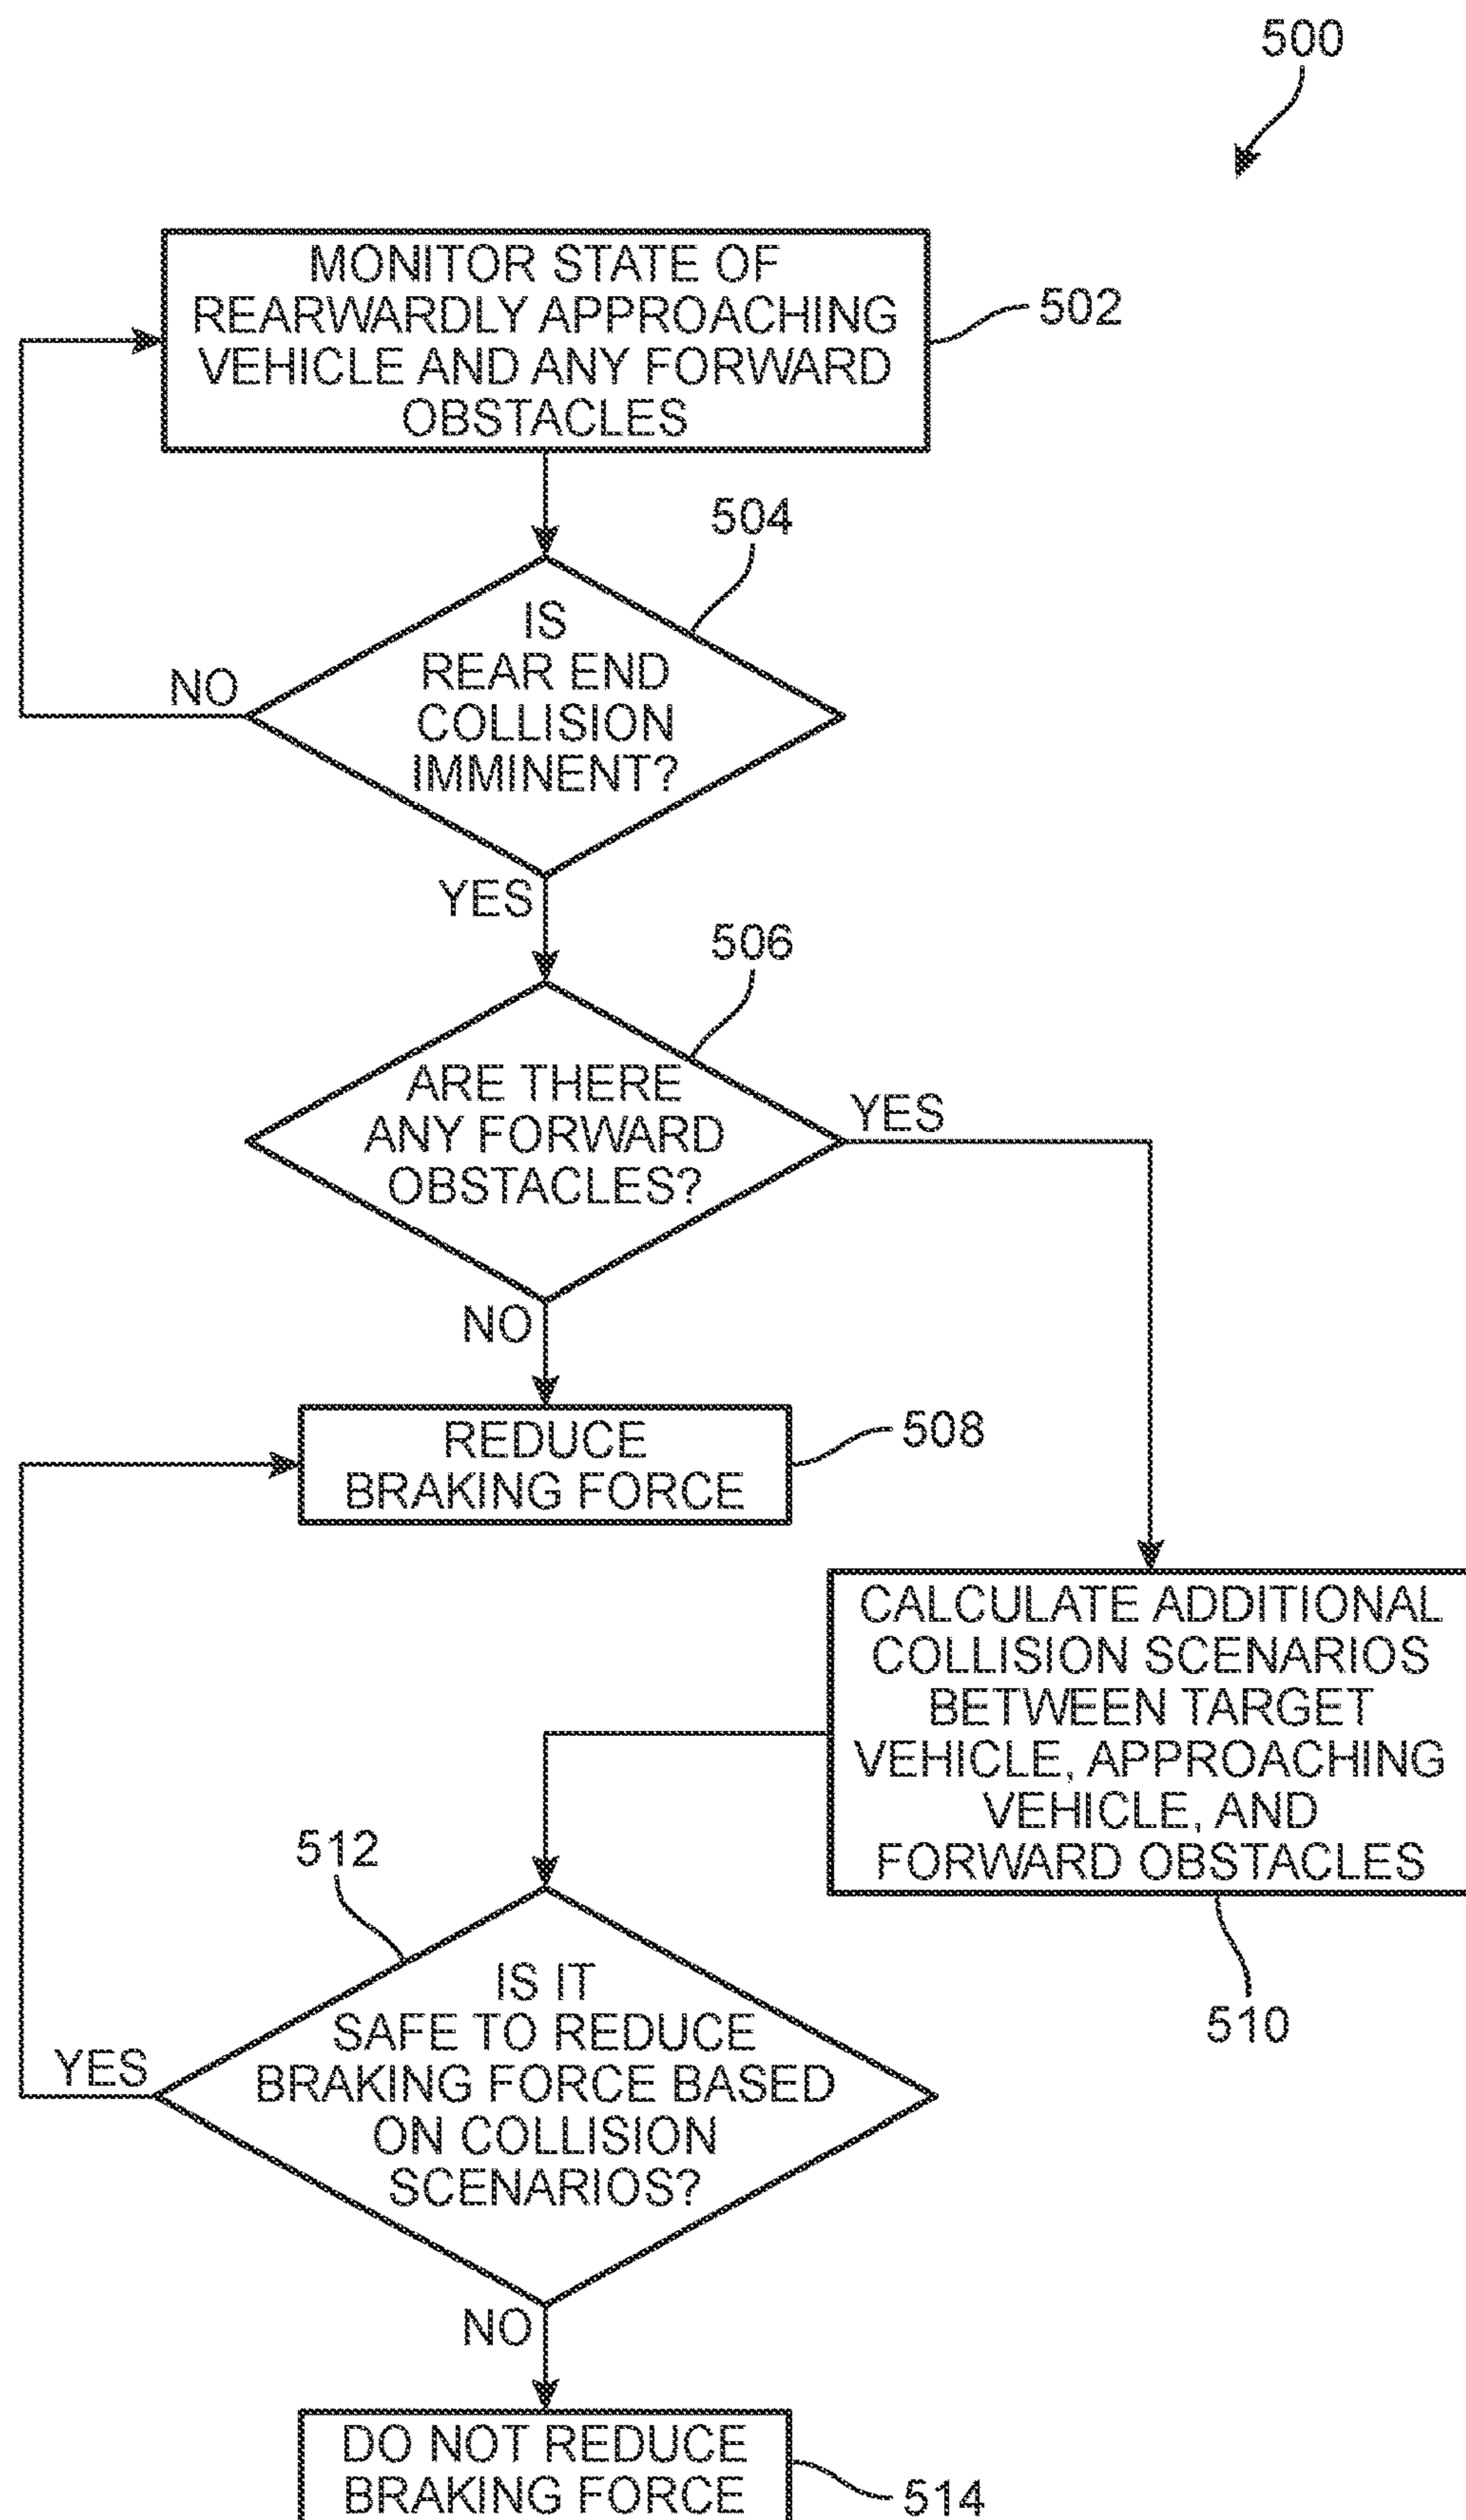 500
MONITOR STATE OF
REARWARDLY APPROACHING
VEHICLE AND ANY FORWARD
OBSTACLES
502
504
IS
REAR END
COLLISION
IMMINENT?
NO
YES
506
ARE THERE
ANY FORWARD
OBSTACLES?
YES
NO
REDUCE
BRAKING FORCE
508
CALCULATE ADDITIONAL
COLLISION SCENARIOS
BETWEEN TARGET
VEHICLE, APPROACHING
VEHICLE, AND
FORWARD OBSTACLES
510
512
IS IT
SAFE TO REDUCE
BRAKING FORCE BASED
ON COLLISION
SCENARIOS?
YES
NO
DO NOT REDUCE
BRAKING FORCE
514